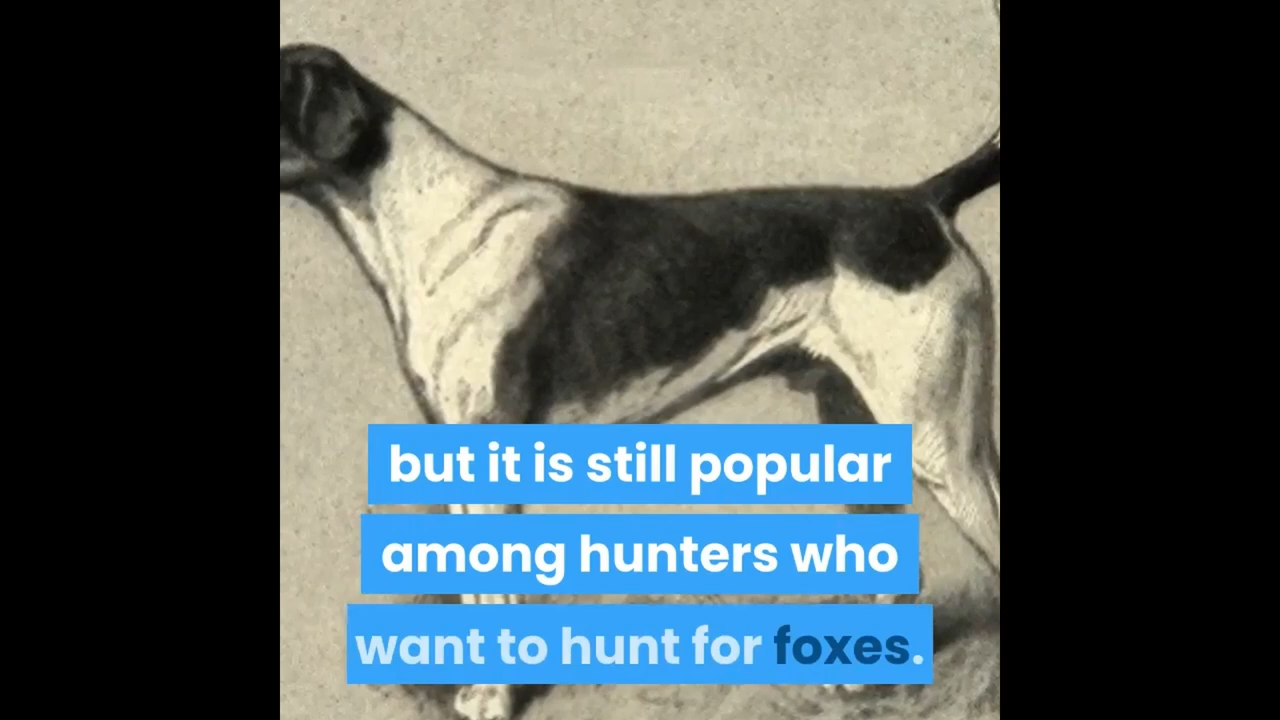 but it is still popular
among hunters who
want to hunt for foxes.